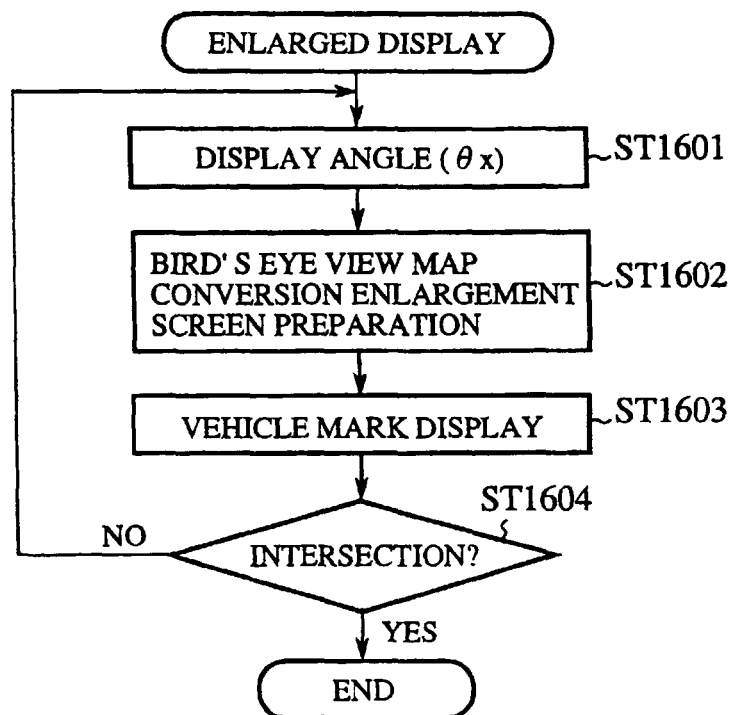 ENLARGED DISPLAY
DISPLAY ANGLE ( θ x)
ST1601
BIRD' S EYE VIEW MAP
CONVERSION ENLARGEMENT
SCREEN PREPARATION
ST1602
VEHICLE MARK DISPLAY
ST1603
ST1604
INTERSECTION?
NO
YES
END